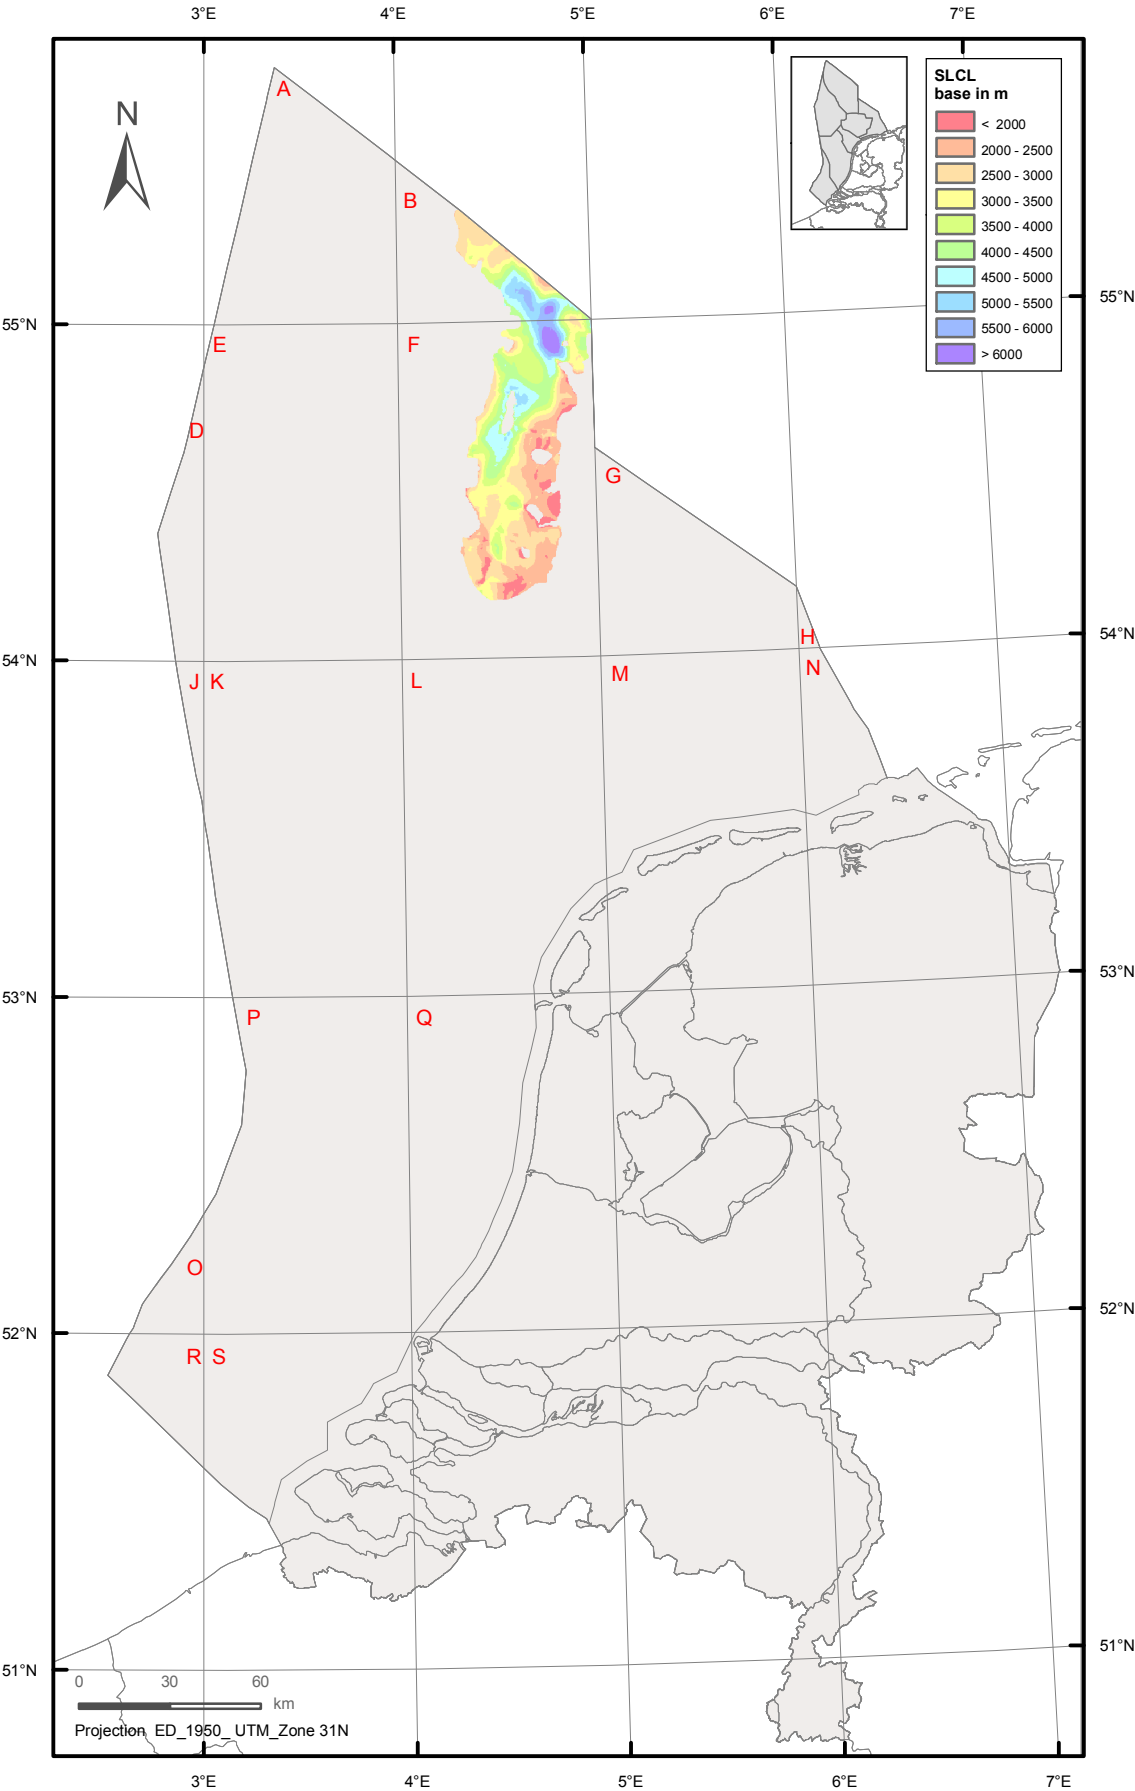 3°E 4°E 5°E 6°E 7°E
A
N
SLCL
base in m
< 2000
2000 - 2500
2500 - 3000
3000 - 3500
3500 - 4000
4000 - 4500
4500 - 5000
5000 - 5500
5500 - 6000
> 6000
B
55°N 55°N
E F
D
G
H
54°N 54°N
J K L M N
53°N 53°N
P Q
O
52°N 52°N
R S
51°N 51°N
0 30 60
km
Projection ED_1950_ UTM_Zone 31N
3°E 4°E 5°E 6°E 7°E